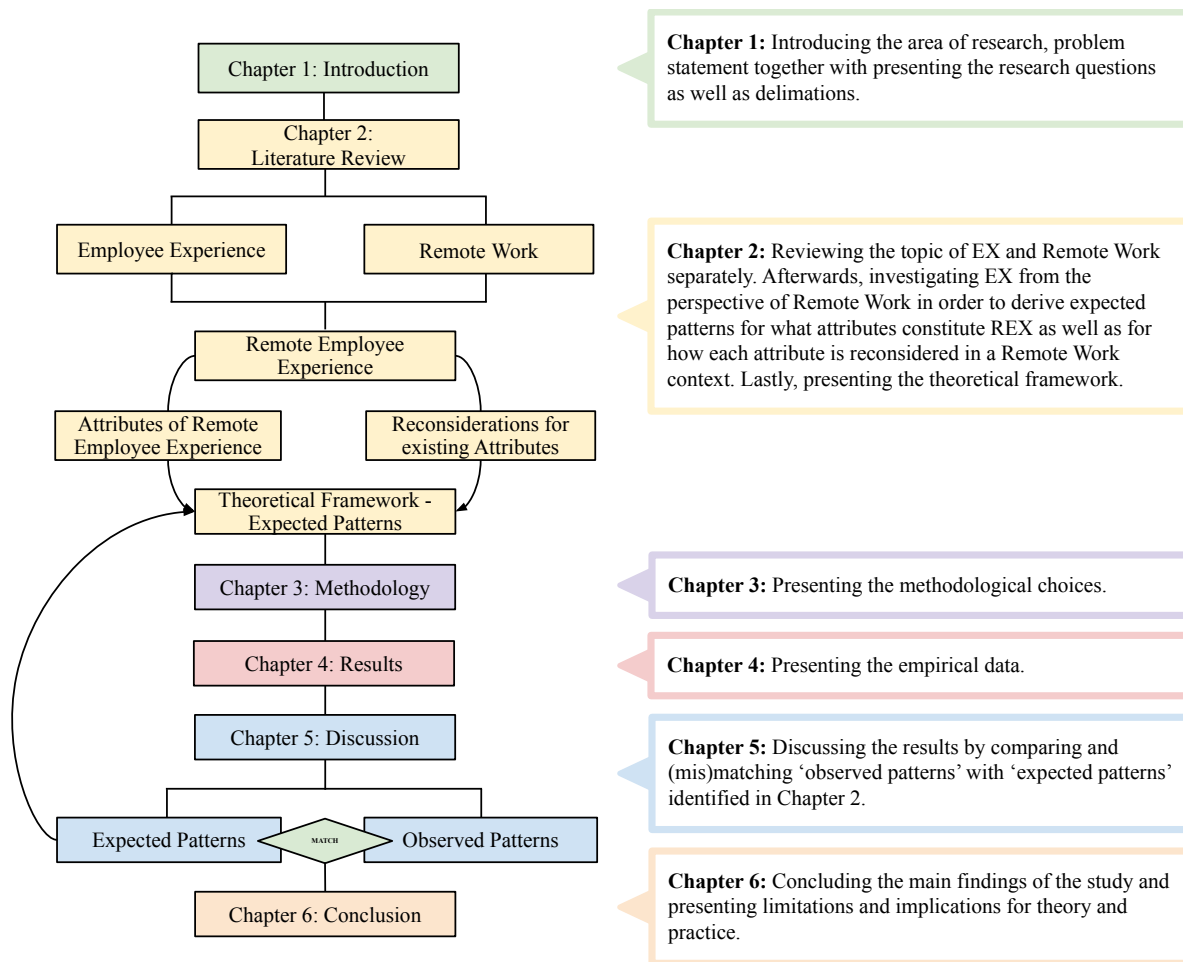 Chapter 1: Introduction
Chapter 2:
Literature Review
Employee Experience
Remote Work
Remote Employee
Experience
Attributes of Remote
Employee Experience
Reconsiderations for
existing Attributes
Theoretical Framework -
Expected Patterns
Chapter 3: Methodology
Chapter 4: Results
Chapter 5: Discussion
Expected Patterns
MATCH
Observed Patterns
Chapter 6: Conclusion
Chapter 1: Introducing the area of research, problem
statement together with presenting the research questions
as well as delimations.
Chapter 2: Reviewing the topic of EX and Remote Work
separately. Afterwards, investigating EX from the
perspective of Remote Work in order to derive expected
patterns for what attributes constitute REX as well as for
how each attribute is reconsidered in a Remote Work
context. Lastly, presenting the theoretical framework.
Chapter 3: Presenting the methodological choices.
Chapter 4: Presenting the empirical data.
Chapter 5: Discussing the results by comparing and
(mis)matching ‘observed patterns’ with ‘expected patterns’
identified in Chapter 2.
Chapter 6: Concluding the main findings of the study and
presenting limitations and implications for theory and
practice.